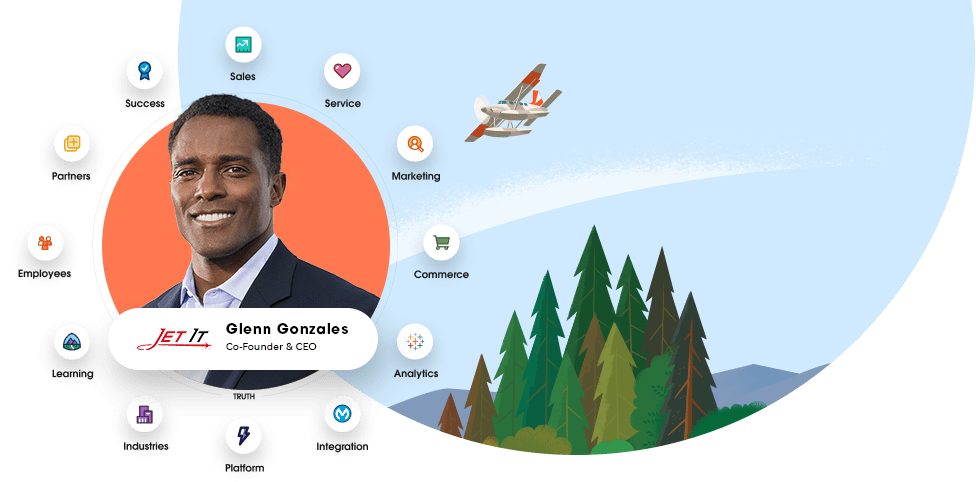 Sales
Success
Service
Partners
Marketing
Employees
Commerce
JET IT
Glenn Gonzales
Co-Founder & CEO
Learning
Analytics
TRUTH
Industries
Integration
Platform